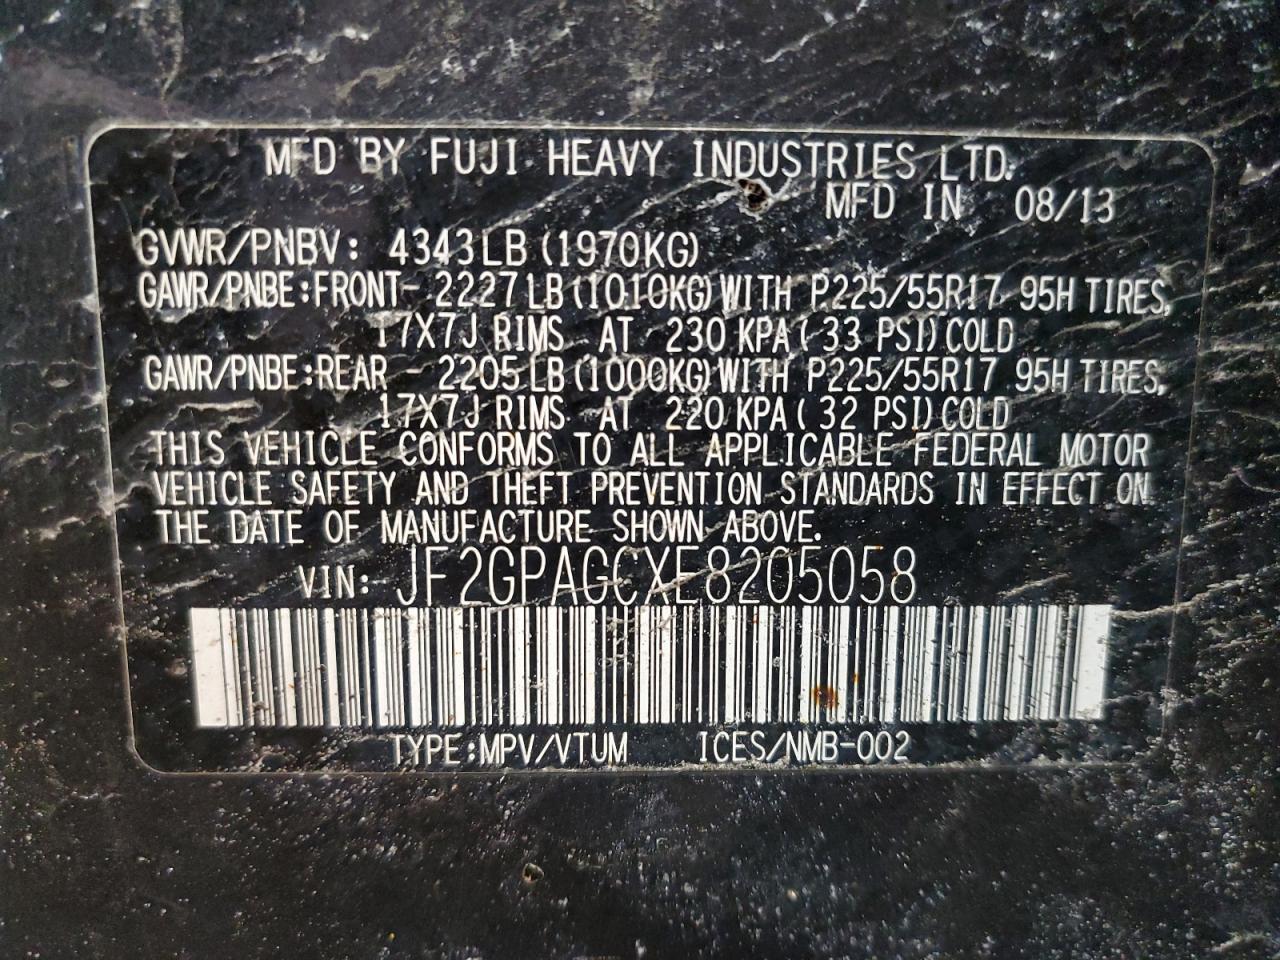 MFD BY FUJI HEAVY INDUSTRIES LTD.
MFD IN 08/13
GVWR/PNBV: 4343LB (1970KG)
GAWR/PNBE:FRONT- 2227LB (1010KG) WITH P225/55R17 95H TIRES,
17X7J RIMS AT 230 KPA ( 33 PSI) COLD
GAWR/PNBE:REAR - 2205LB (1000KG) WITH P225/55R17 95H TIRES,
17X7J RIMS AT 220 KPA ( 32 PSI) COLD
THIS VEHICLE CONFORMS TO ALL APPLICABLE FEDERAL MOTOR
VEHICLE SAFETY AND THEFT PREVENTION STANDARDS IN EFFECT ON
THE DATE OF MANUFACTURE SHOWN ABOVE.
VIN: JF2GPAGCXE8205058
TYPE:MPV/VTUM ICES/NMB-002